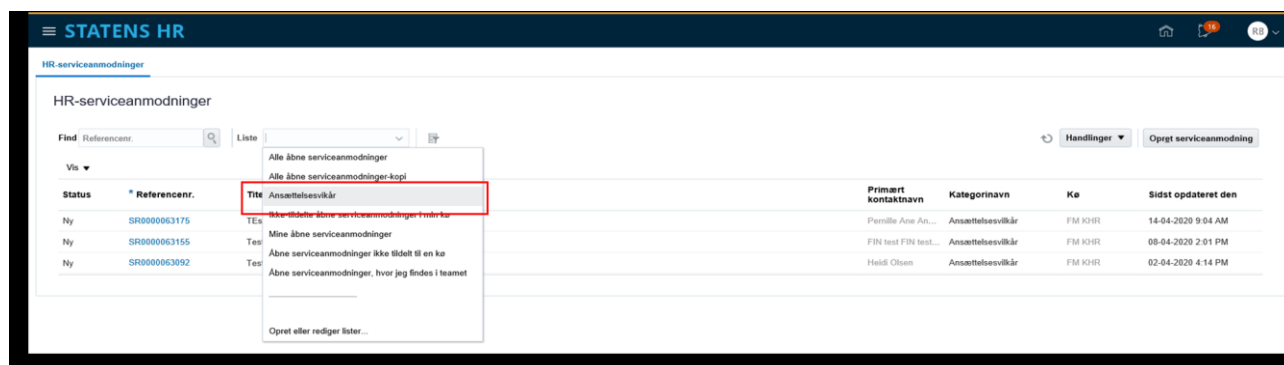 STATENS HR
16
RB
HR-serviceanmodninger
HR-serviceanmodninger
Find Referencenr. Liste
Handlinger Opret serviceanmodning
Vis
Alle åbne serviceanmodninger
Alle åbne serviceanmodninger-kopi
Ansættelsesvikår
Ikke-tildelte åbne serviceanmodninger i min kø
Mine åbne serviceanmodninger
Åbne serviceanmodninger ikke tildelt til en kø
Åbne serviceanmodninger, hvor jeg findes i teamet
Opret eller rediger lister...
Status * Referencenr. Tite Primært kontaktnavn Kategorinavn Kø Sidst opdateret den
Ny SR0000063175 TEs Pernille Ane An... Ansættelsesvilkår FM KHR 14-04-2020 9:04 AM
Ny SR0000063155 Tes FIN test FIN test... Ansættelsesvilkår FM KHR 08-04-2020 2:01 PM
Ny SR0000063092 Tes Heidi Olsen Ansættelsesvilkår FM KHR 02-04-2020 4:14 PM